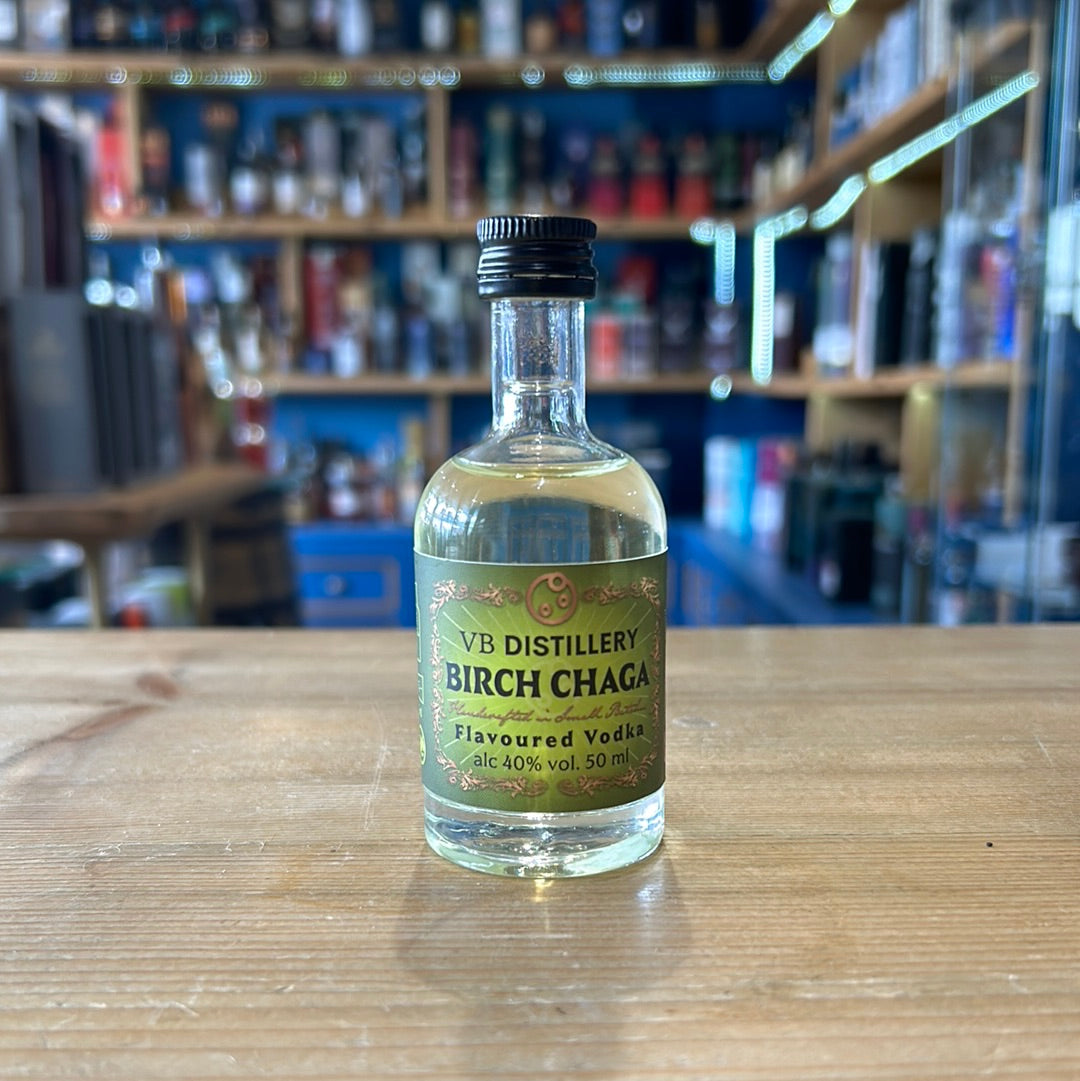 VB DISTILLERY
BIRCH CHAGA
Handcrafted in Small Batches
Flavoured Vodka
alc 40% vol. 50 ml